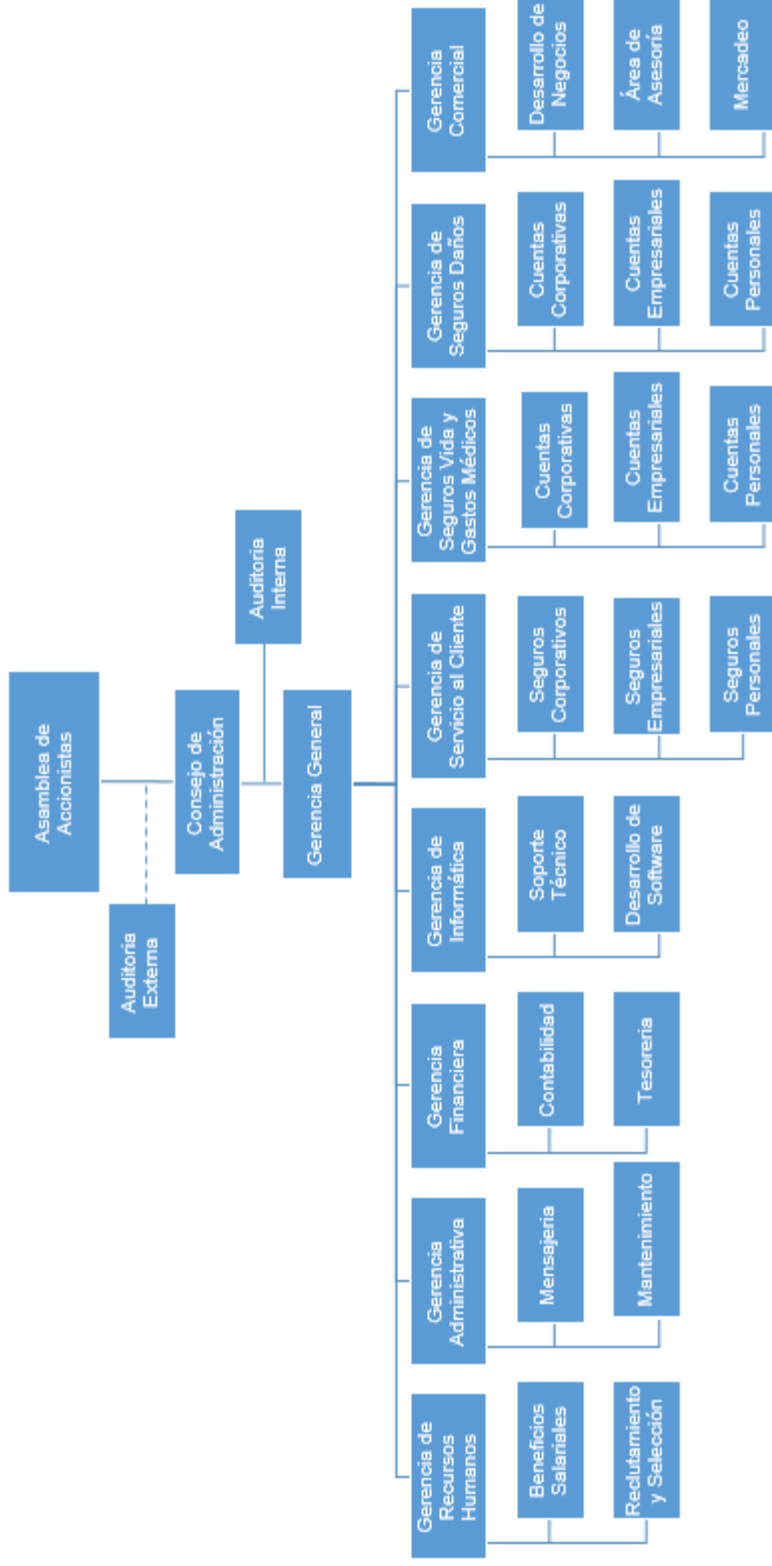 Asamblea de
Accionistas
Auditoria
Externa
Consejo de
Administración
Auditoria
Interna
Gerencia General
Gerencia de
Recursos
Humanos
Beneficios
Salariales
Reclutamiento
y Selección
Gerencia
Administrativa
Mensajeria
Mantenimiento
Gerencia
Financiera
Contabilidad
Tesoreria
Gerencia de
Informática
Soporte
Técnico
Desarrollo de
Software
Gerencia de
Servicio al Cliente
Seguros
Corporativos
Seguros
Empresariales
Seguros
Personales
Gerencia de
Seguros Vida y
Gastos Médicos
Cuentas
Corporativas
Cuentas
Empresariales
Cuentas
Personales
Gerencia de
Seguros Daños
Cuentas
Corporativas
Cuentas
Empresariales
Cuentas
Personales
Gerencia
Comercial
Desarrollo de
Negocios
Área de
Asesoría
Mercadeo